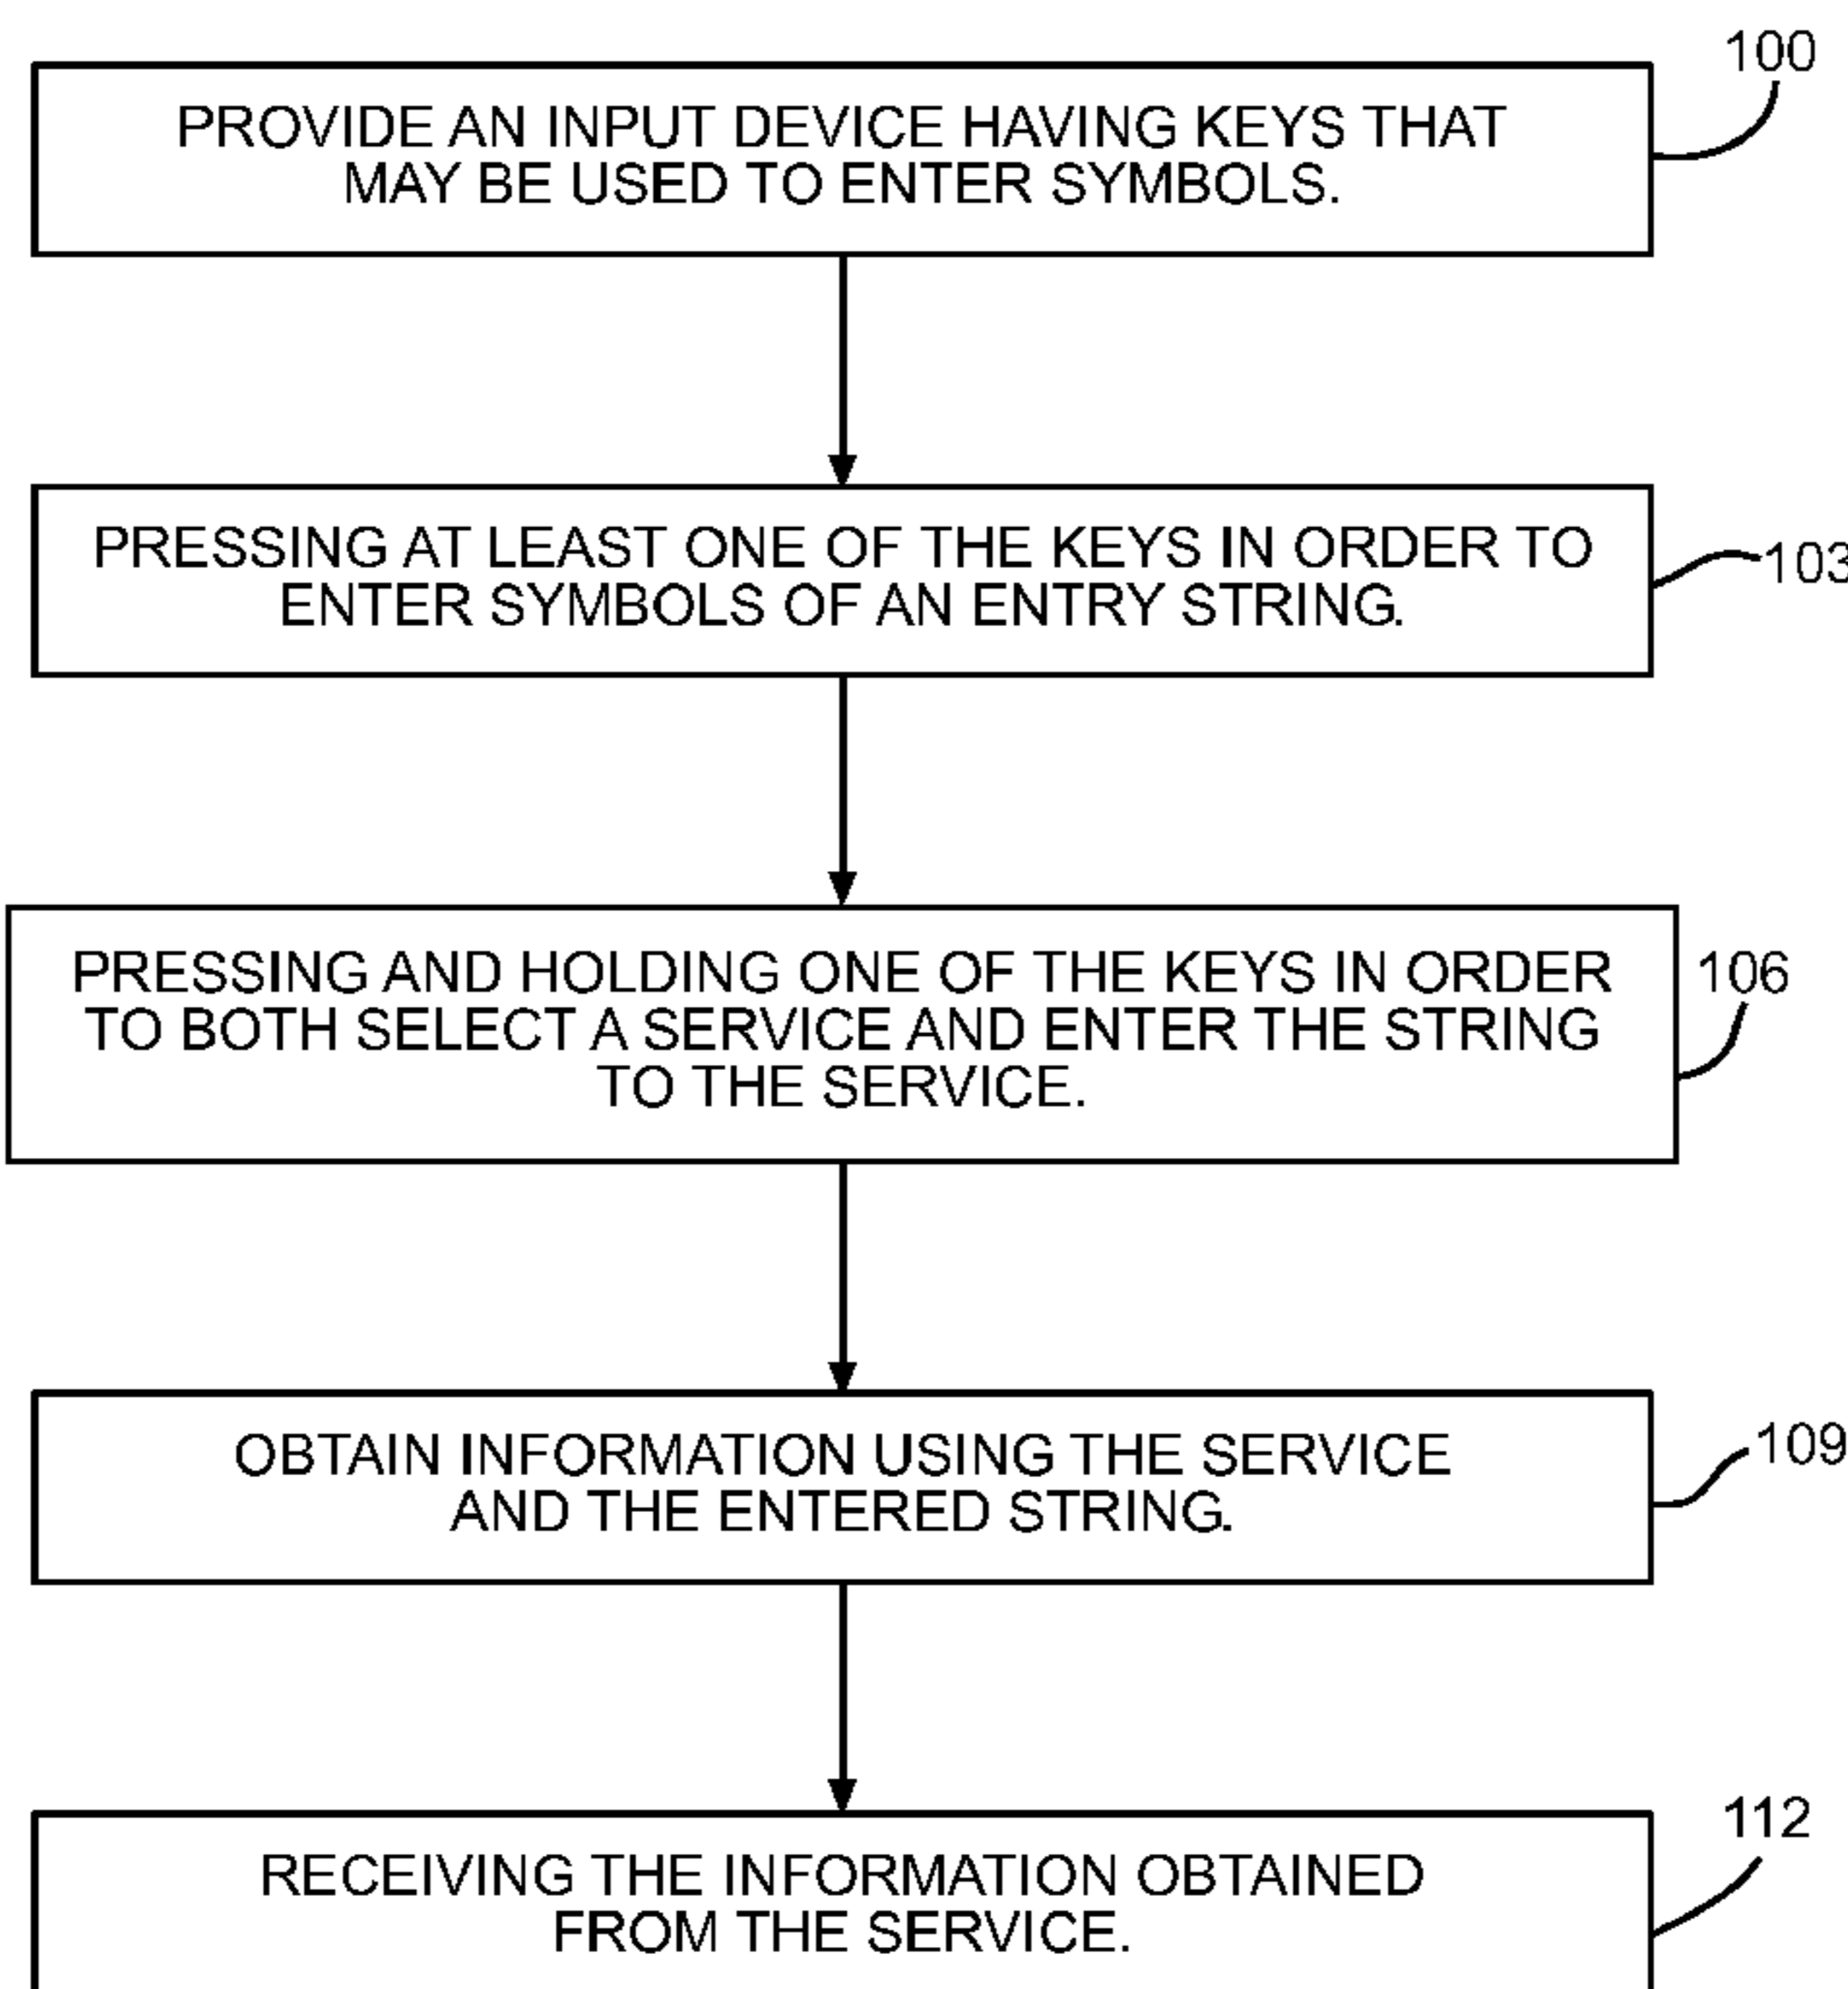 100
PROVIDE AN INPUT DEVICE HAVING KEYS THAT
MAY BE USED TO ENTER SYMBOLS.
PRESSING AT LEAST ONE OF THE KEYS IN ORDER TO
ENTER SYMBOLS OF AN ENTRY STRING.
103
PRESSING AND HOLDING ONE OF THE KEYS IN ORDER
TO BOTH SELECT A SERVICE AND ENTER THE STRING
TO THE SERVICE.
106
OBTAIN INFORMATION USING THE SERVICE
AND THE ENTERED STRING.
109
112
RECEIVING THE INFORMATION OBTAINED
FROM THE SERVICE.